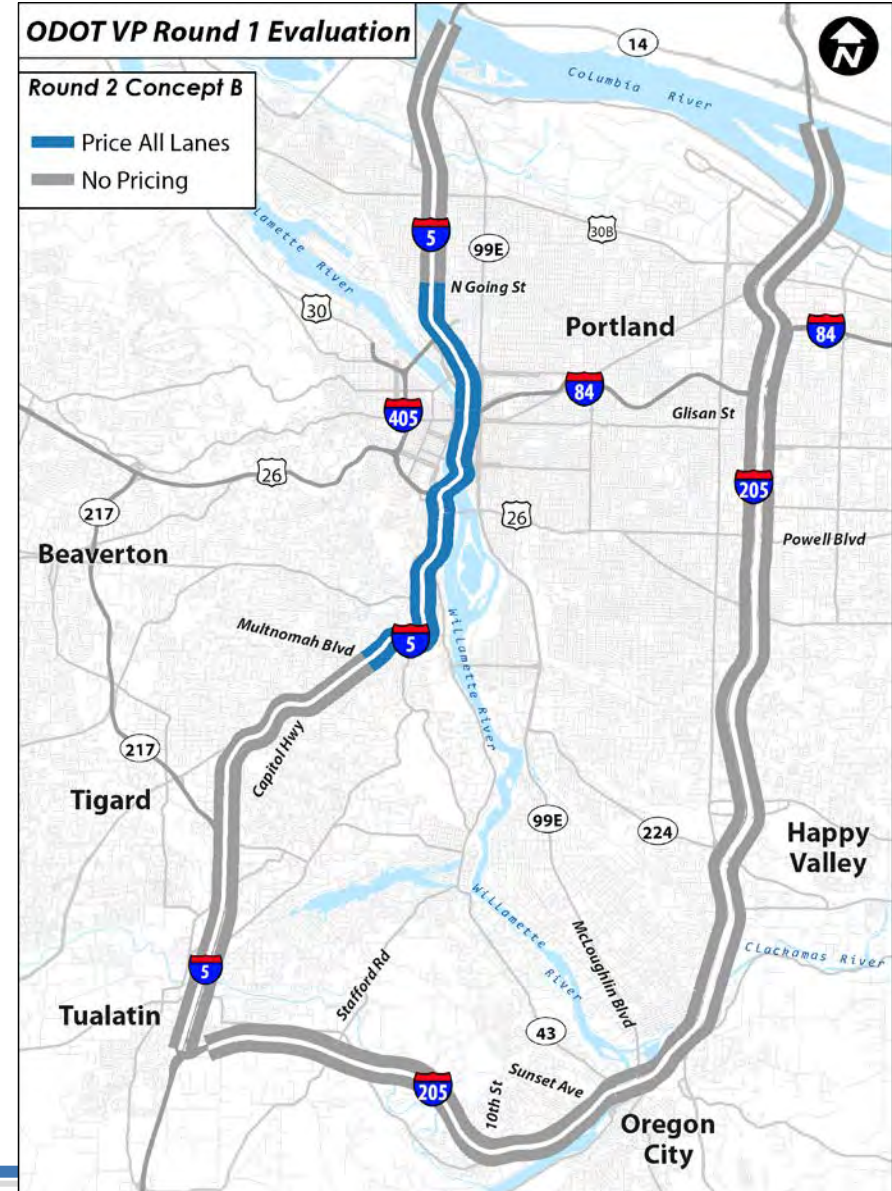 ODOT VP Round 1 Evaluation
Round 2 Concept B
Price All Lanes
No Pricing
N
14
Columbia River
lamette River
5
99E
30B
N Going St
30
Portland
84
84
405
Glisan St
26
205
217
26
Powell Blvd
Beaverton
Multnomah Blvd
5
Willamette River
217
Capitol Hwy
Tigard
99E
224
Happy
Valley
Willamette River
McLoughlin Blvd
Clackamas River
5
Stafford Rd
Tualatin
43
205
10th St
Sunset Ave
Oregon
City